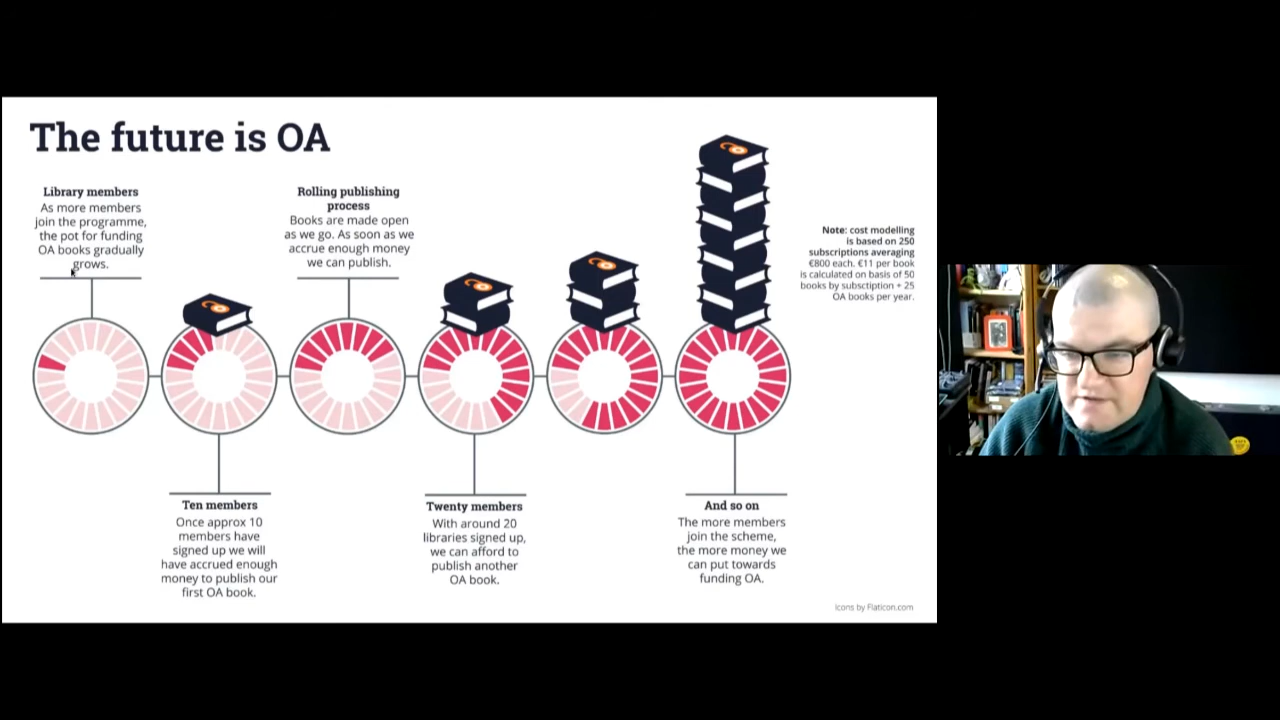 The future is OA
Library members
As more members
join the programme,
the pot for funding
OA books gradually
grows.
Rolling publishing
process
Books are made open
as we go. As soon as we
accrue enough money
we can publish.
Note: cost modelling
is based on 250
subscriptions averaging
€800 each. €11 per book
is calculated on basis of 50
books by subsctiption + 25
OA books per year.
Ten members
Once approx 10
members have
signed up we will
have accrued enough
money to publish our
first OA book.
Twenty members
With around 20
libraries signed up,
we can afford to
publish another
OA book.
And so on
The more members
join the scheme,
the more money we
can put towards
funding OA.
Icons by Flaticon.com